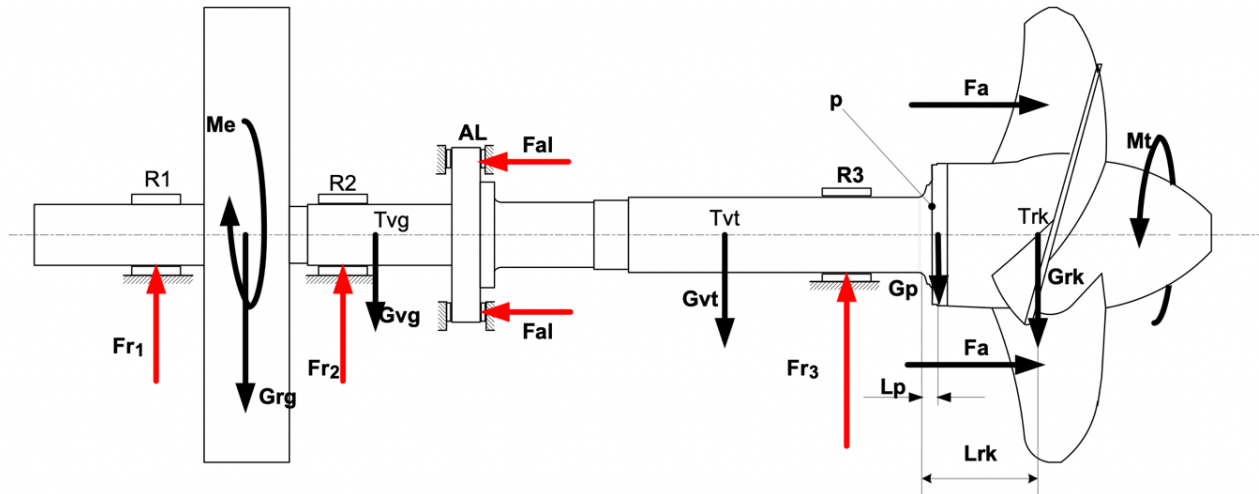 Fa
p
Me
AL
Fal
Mt
R1
R2
R3
Tvg
Tvt
Trk
Gvt
Gp
Grk
Gvg
Fal
Fr1
Fr2
Fr3
Fa
Grg
Lp
Lrk